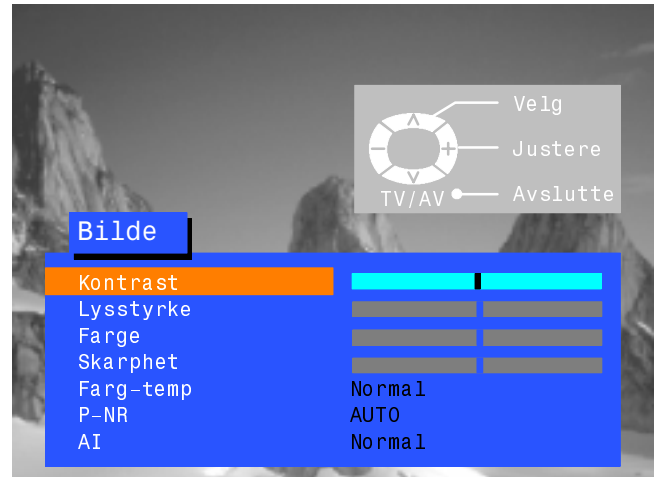 Velg
Justere
TV/AV Avslutte
Bilde
Kontrast
Lysstyrke
Farge
Skarphet
Farg-temp Normal
P-NR AUTO
AI Normal